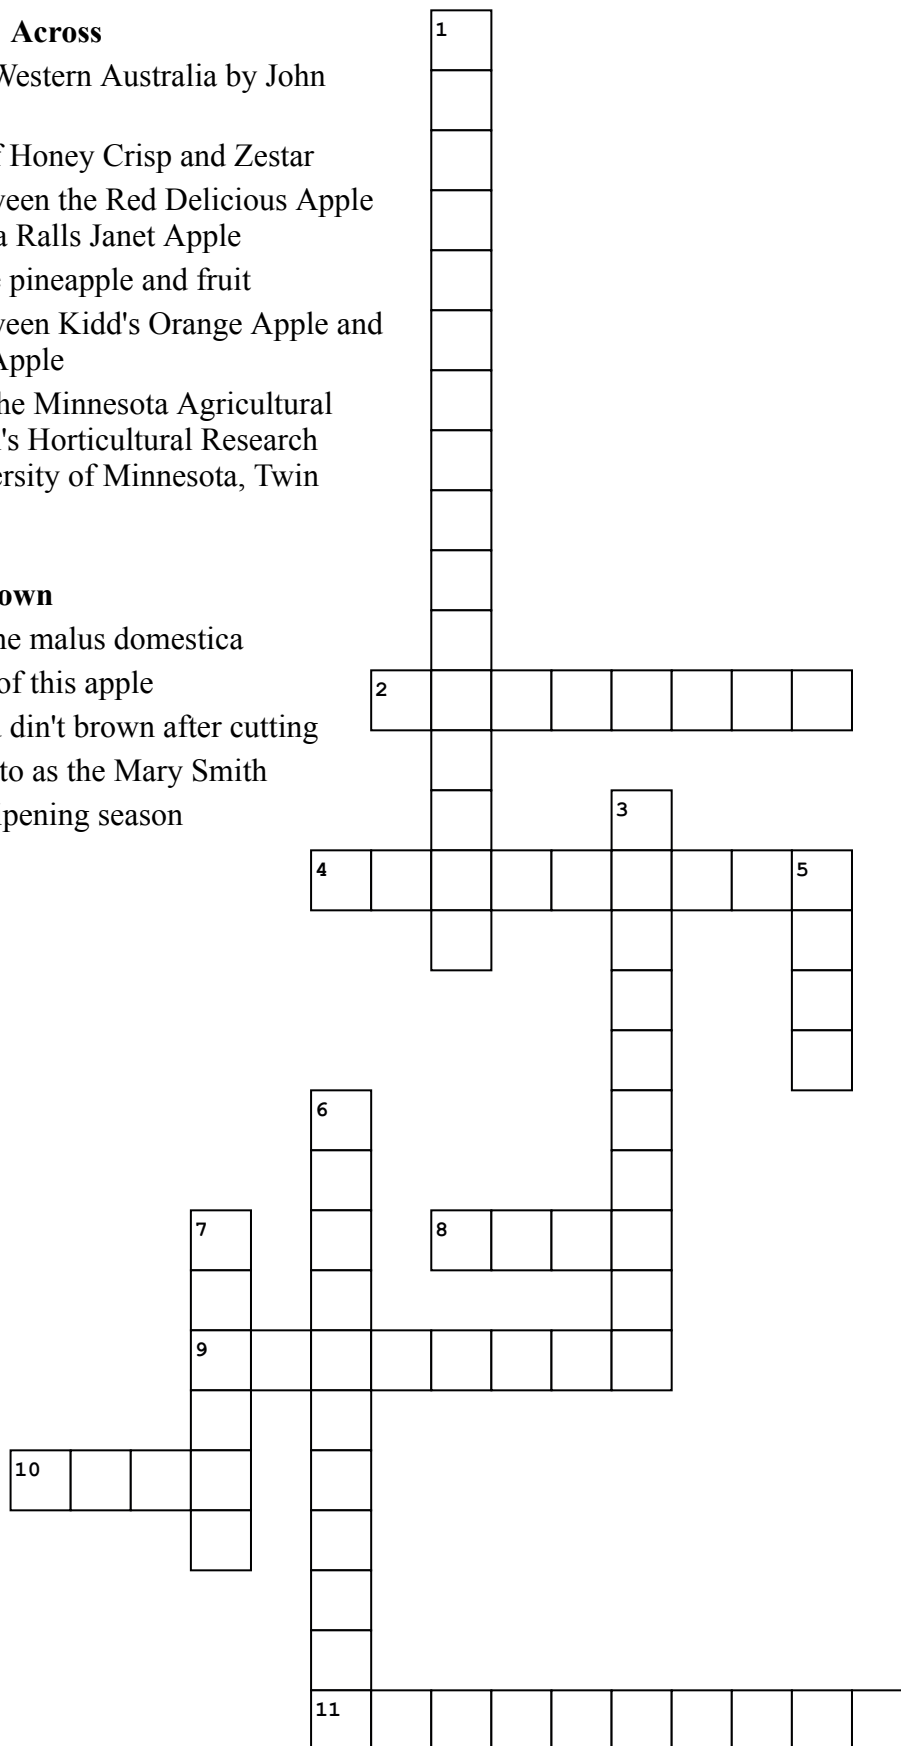 Across
Western Australia by John
f Honey Crisp and Zestar
ween the Red Delicious Apple
a Ralls Janet Apple
e pineapple and fruit
ween Kidd's Orange Apple and
Apple
he Minnesota Agricultural
's Horticultural Research
ersity of Minnesota, Twin
own
he malus domestica
of this apple
din't brown after cutting
to as the Mary Smith
ipening season
1
2
3
4
5
6
7
8
9
10
11